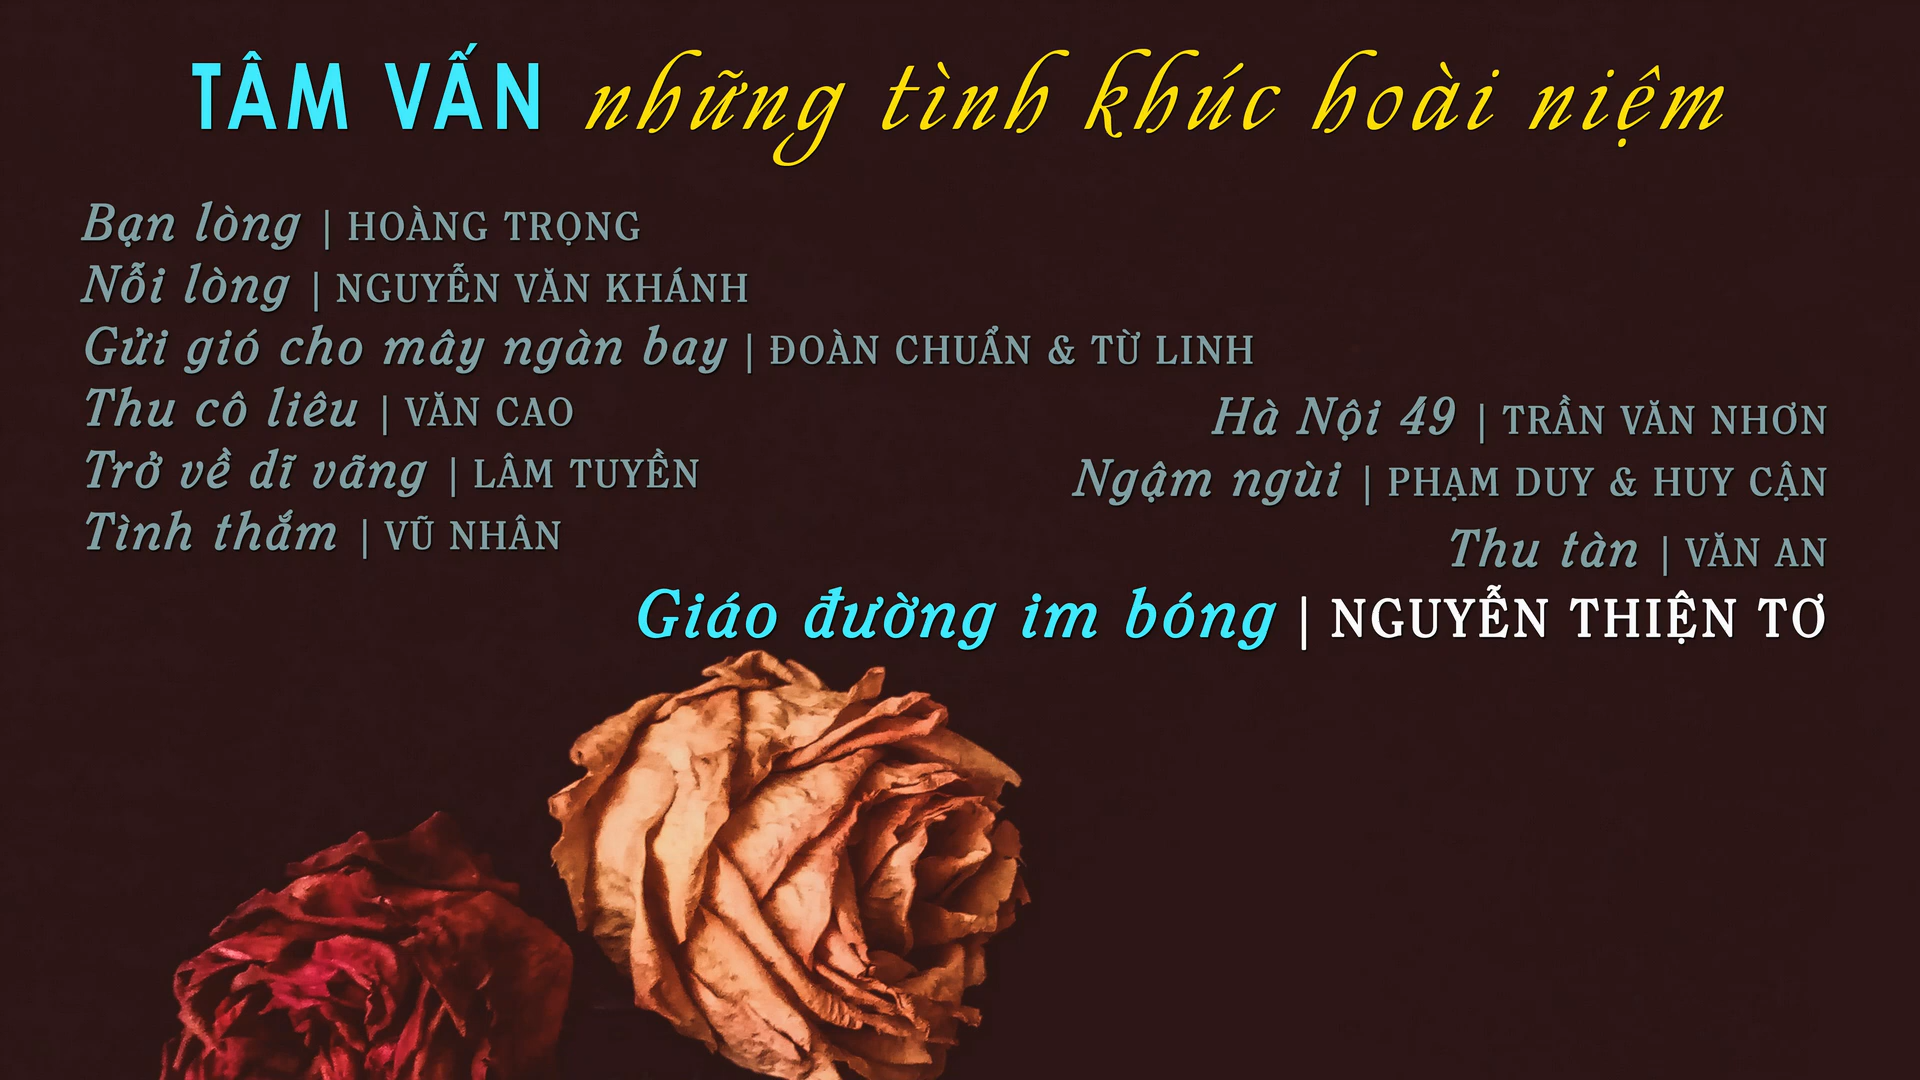 TÂM VẤN những tình khúc hoài niệm
Bạn lòng | HOÀNG TRỌNG
Nỗi lòng | NGUYỄN VĂN KHÁNH
Gửi gió cho mây ngàn bay | ĐOÀN CHUẨN & TỪ LINH
Thu cô liêu | VĂN CAO
Trở về dĩ vãng | LÂM TUYỀN
Tình thắm | VŨ NHÂN
Hà Nội 49 | TRẦN VĂN NHƠN
Ngậm ngùi | PHẠM DUY & HUY CẬN
Thu tàn | VĂN AN
Giáo đường im bóng | NGUYỄN THIỆN TƠ